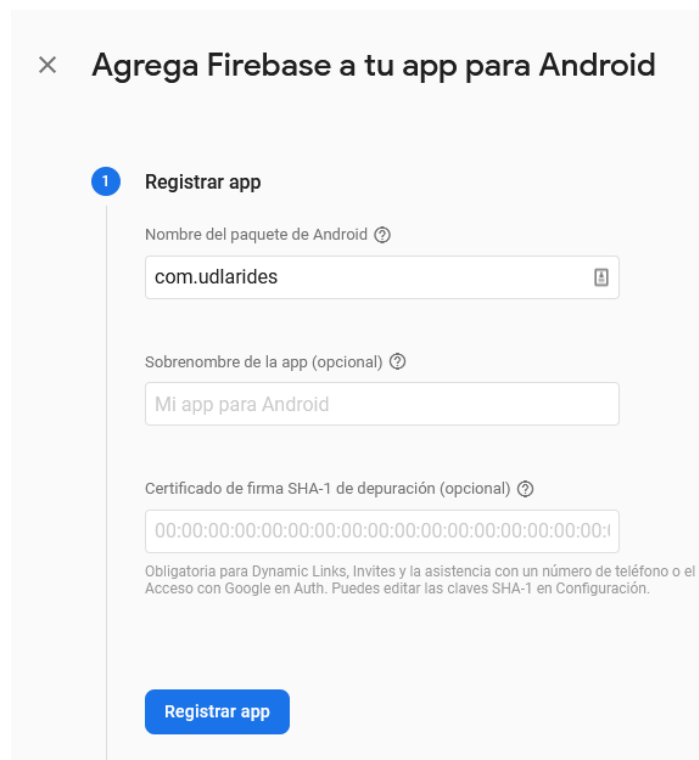 Agrega Firebase a tu app para Android
1 Registrar app
Nombre del paquete de Android
com.udlarides
Sobrenombre de la app (opcional)
Mi app para Android
Certificado de firma SHA-1 de depuración (opcional)
00:00:00:00:00:00:00:00:00:00:00:00:00:00:00:00:00:
Obligatoria para Dynamic Links, Invites y la asistencia con un número de teléfono o el
Acceso con Google en Auth. Puedes editar las claves SHA-1 en Configuración.
Registrar app